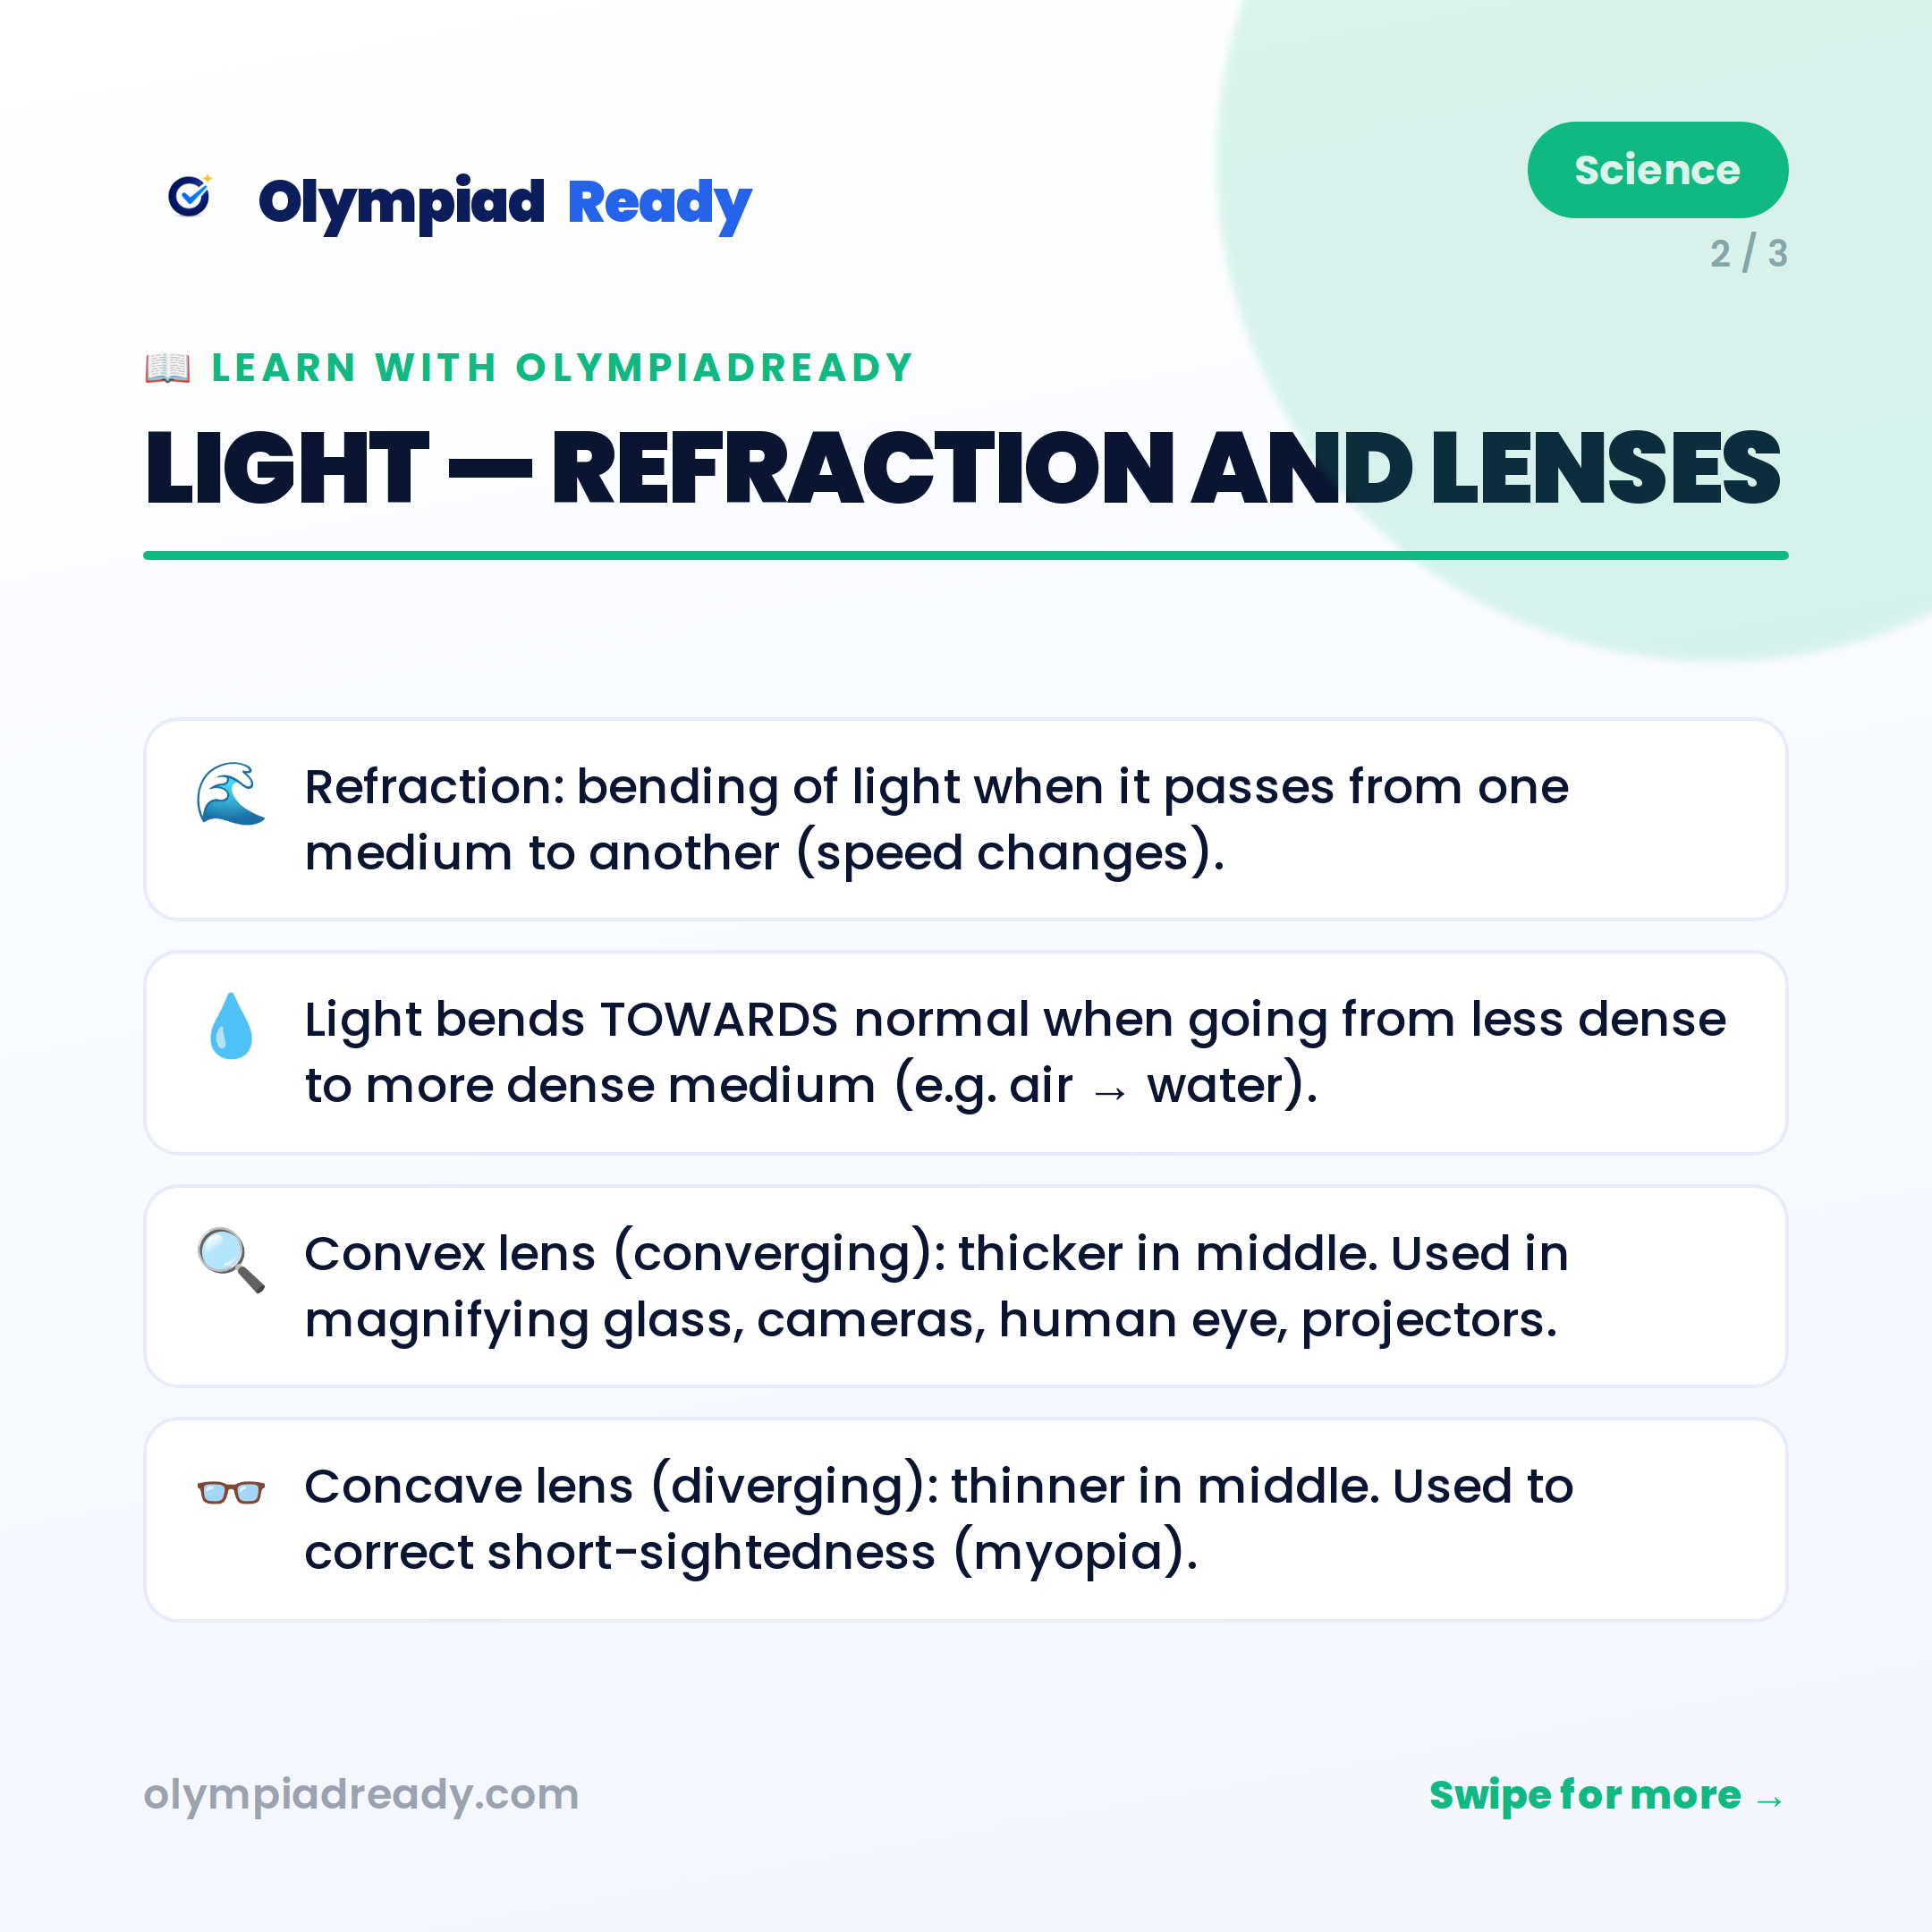 Olympiad Ready
Science
2 / 3
📖 LEARN WITH OLYMPIADREADY
LIGHT — REFRACTION AND LENSES
🌊 Refraction: bending of light when it passes from one
medium to another (speed changes).
💧 Light bends TOWARDS normal when going from less dense
to more dense medium (e.g. air → water).
🔍 Convex lens (converging): thicker in middle. Used in
magnifying glass, cameras, human eye, projectors.
👓 Concave lens (diverging): thinner in middle. Used to
correct short-sightedness (myopia).
olympiadready.com
Swipe for more →